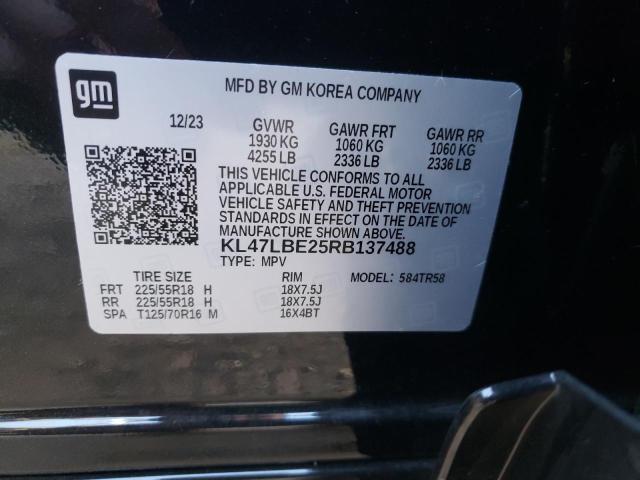 gm
MFD BY GM KOREA COMPANY
12/23 GVWR GAWR FRT GAWR RR
1930 KG 1060 KG 1060 KG
4255 LB 2336 LB 2336 LB
THIS VEHICLE CONFORMS TO ALL
APPLICABLE U.S. FEDERAL MOTOR
VEHICLE SAFETY AND THEFT PREVENTION
STANDARDS IN EFFECT ON THE DATE OF
MANUFACTURE SHOWN ABOVE.
KL47LBE25RB137488
TYPE: MPV
TIRE SIZE RIM MODEL: 584TR58
FRT 225/55R18 H 18X7.5J
RR 225/55R18 H 18X7.5J
SPA T125/70R16 M 16X4BT